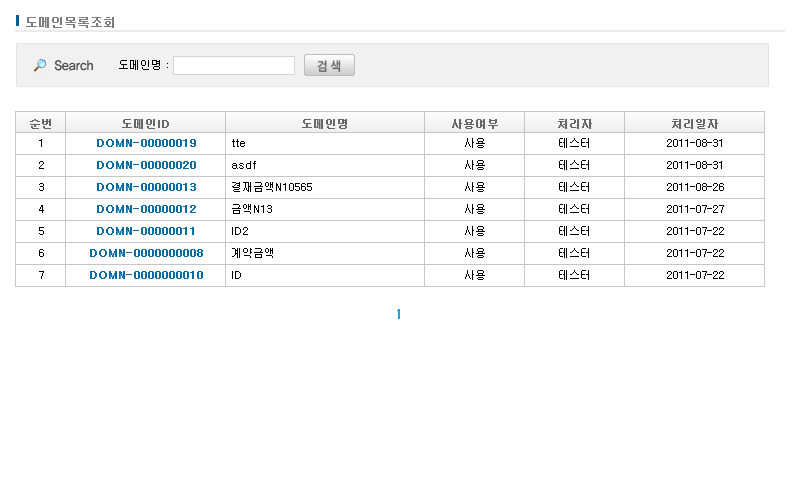 도메인목록조회
Search 도메인명 : 검색
순번 도메인ID 도메인명 사용여부 처리자 처리일자
1 DOMN-00000019 tte 사용 테스터 2011-08-31
2 DOMN-00000020 asdf 사용 테스터 2011-08-31
3 DOMN-00000013 결재금액N10565 사용 테스터 2011-08-26
4 DOMN-00000012 금액N13 사용 테스터 2011-07-27
5 DOMN-00000011 ID2 사용 테스터 2011-07-22
6 DOMN-0000000008 계약금액 사용 테스터 2011-07-22
7 DOMN-0000000010 ID 사용 테스터 2011-07-22
1